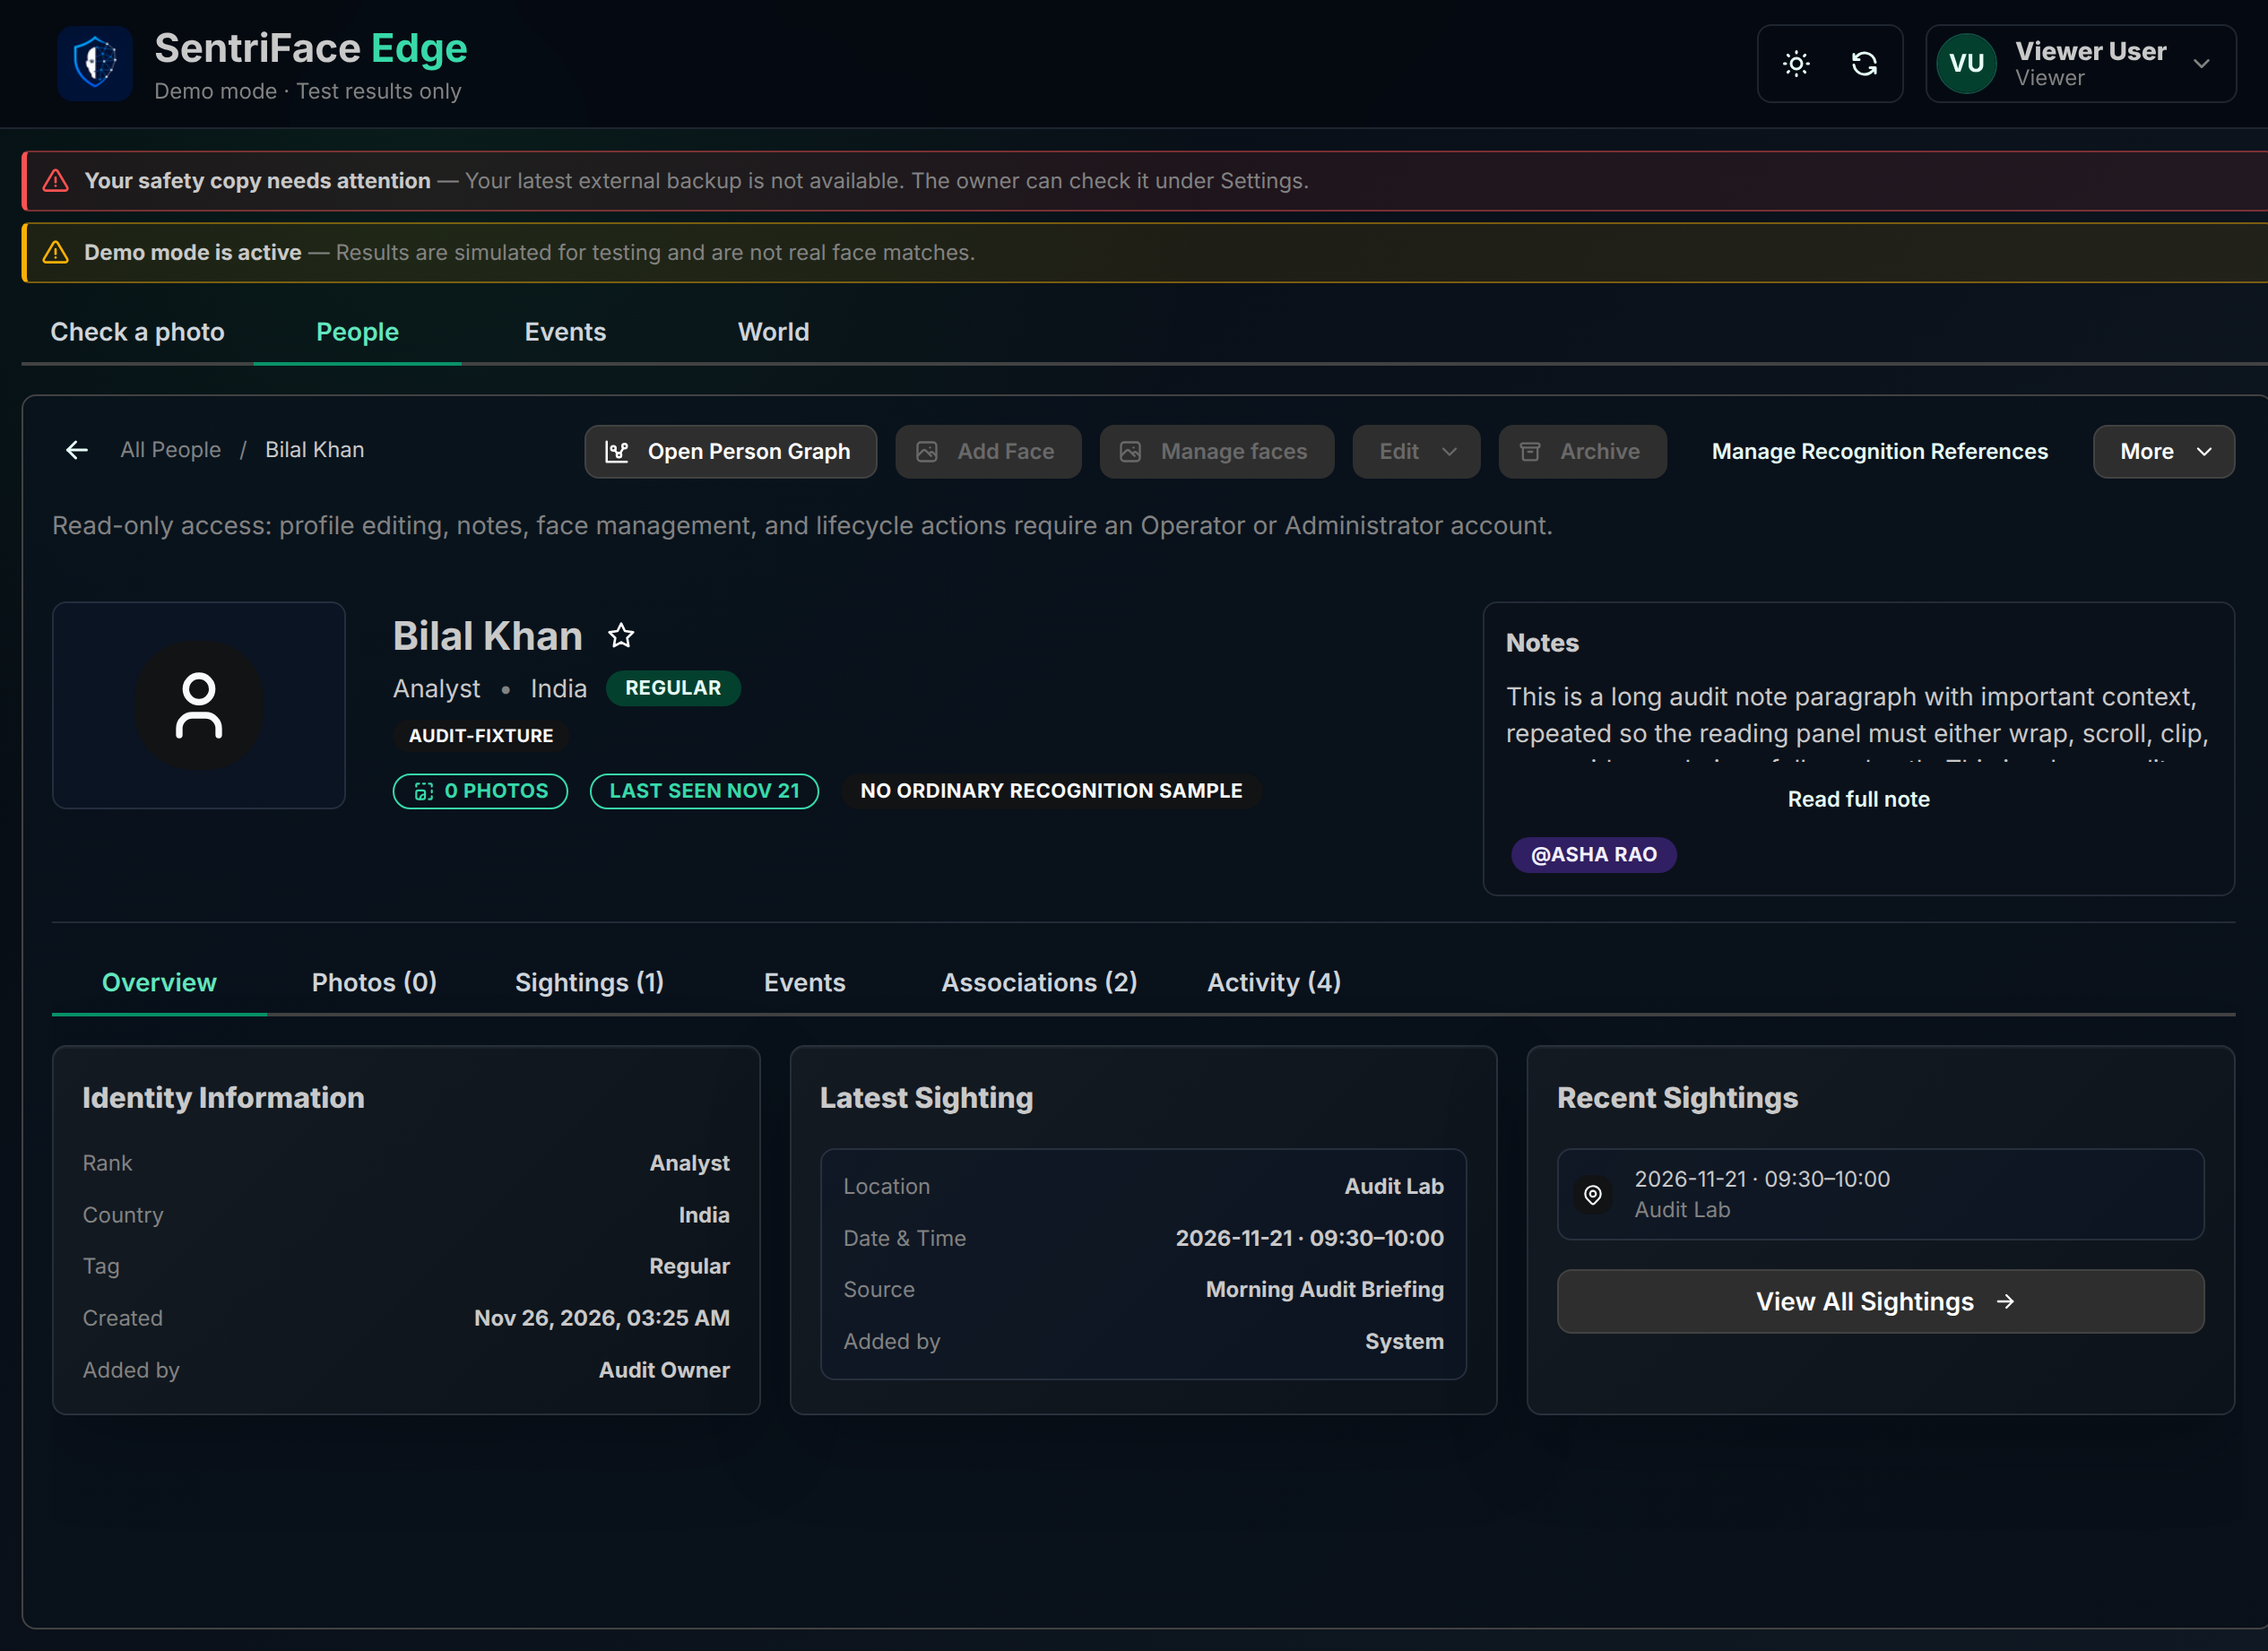 SentriFace Edge
Demo mode · Test results only
VU
Viewer User
Viewer
Your safety copy needs attention — Your latest external backup is not available. The owner can check it under Settings.
Demo mode is active — Results are simulated for testing and are not real face matches.
Check a photo People Events World
All People / Bilal Khan
Open Person Graph Add Face Manage faces Edit Archive Manage Recognition References More
Read-only access: profile editing, notes, face management, and lifecycle actions require an Operator or Administrator account.
Bilal Khan
Analyst • India REGULAR
AUDIT-FIXTURE
0 PHOTOS LAST SEEN NOV 21 NO ORDINARY RECOGNITION SAMPLE
Notes
This is a long audit note paragraph with important context,
repeated so the reading panel must either wrap, scroll, clip,
Read full note
@ASHA RAO
Overview Photos (0) Sightings (1) Events Associations (2) Activity (4)
Identity Information
Rank Analyst
Country India
Tag Regular
Created Nov 26, 2026, 03:25 AM
Added by Audit Owner
Latest Sighting
Location Audit Lab
Date & Time 2026-11-21 · 09:30–10:00
Source Morning Audit Briefing
Added by System
Recent Sightings
2026-11-21 · 09:30–10:00
Audit Lab
View All Sightings →